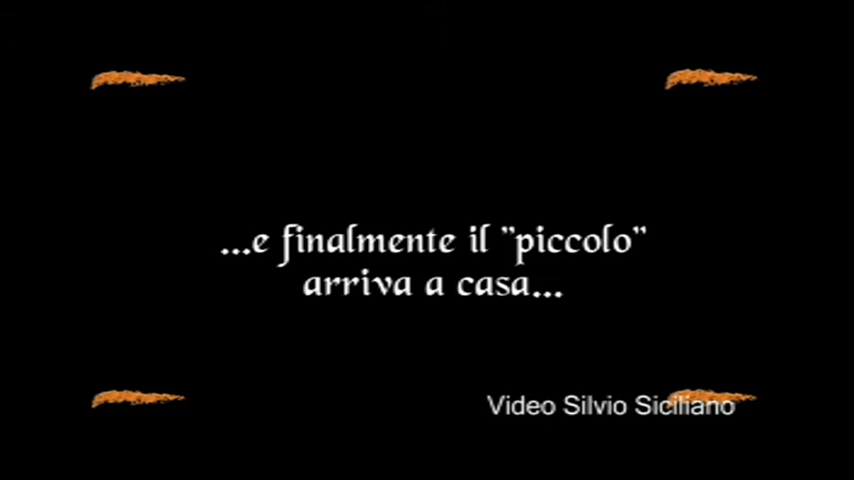 ...e finalmente il "piccolo"
arriva a casa...
Video Silvio Siciliano